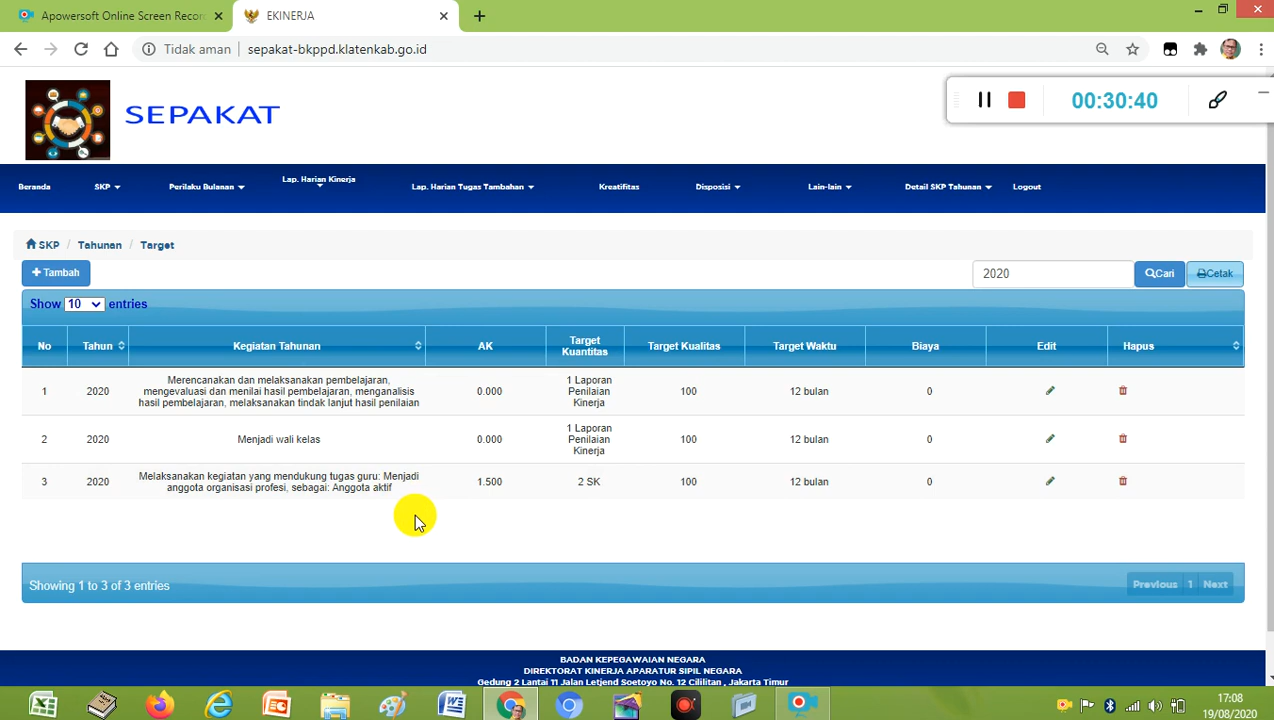 Apowersoft Online Screen Recor
EKINERJA
Tidak aman
sepakat-bkppd.klatenkab.go.id
SEPAKAT
00:30:40
Beranda
SKP
Perilaku Bulanan
Lap. Harian Kinerja
Lap. Harian Tugas Tambahan
Kreatifitas
Disposisi
Lain-lain
Detail SKP Tahunan
Logout
SKP / Tahunan / Target
+ Tambah
2020
Cari
Cetak
Show 10 entries
No
Tahun
Kegiatan Tahunan
AK
Target
Kuantitas
Target Kualitas
Target Waktu
Biaya
Edit
Hapus
1
2020
Merencanakan dan melaksanakan pembelajaran,
mengevaluasi dan menilai hasil pembelajaran, menganalisis
hasil pembelajaran, melaksanakan tindak lanjut hasil penilaian
0.000
1 Laporan
Penilaian
Kinerja
100
12 bulan
0
2
2020
Menjadi wali kelas
0.000
1 Laporan
Penilaian
Kinerja
100
12 bulan
0
3
2020
Melaksanakan kegiatan yang mendukung tugas guru: Menjadi
anggota organisasi profesi, sebagai: Anggota aktif
1.500
2 SK
100
12 bulan
0
Showing 1 to 3 of 3 entries
Previous 1 Next
BADAN KEPEGAWAIAN NEGARA
DIREKTORAT KINERJA APARATUR SIPIL NEGARA
Gedung 2 Lantai 11 Jalan Letjend Soetoyo No. 12 Cililitan , Jakarta Timur
17:08
19/08/2020